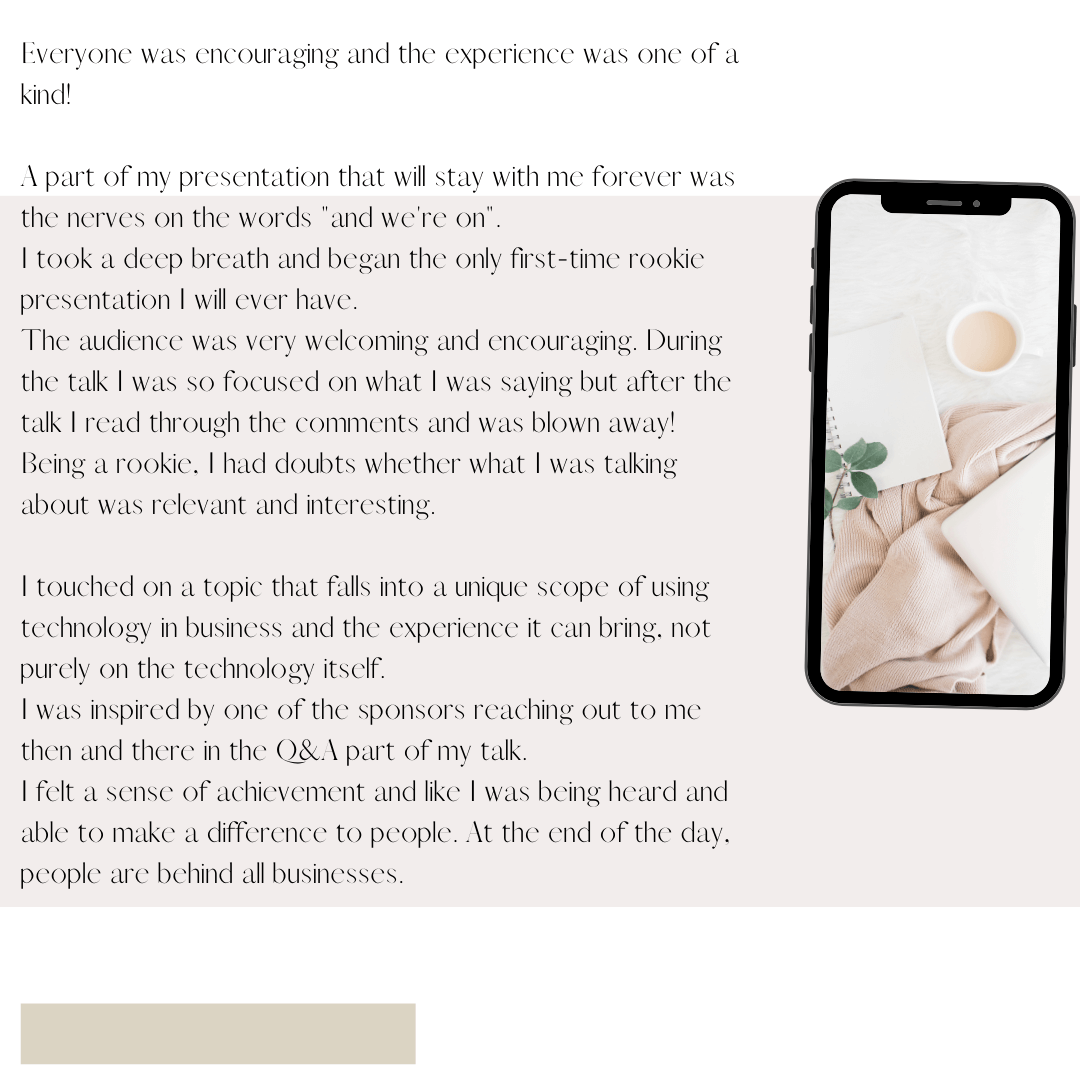 Everyone was encouraging and the experience was one of a
kind!
A part of my presentation that will stay with me forever was
the nerves on the words "and we're on".
I took a deep breath and began the only first-time rookie
presentation I will ever have.
The audience was very welcoming and encouraging. During
the talk I was so focused on what I was saying but after the
talk I read through the comments and was blown away!
Being a rookie, I had doubts whether what I was talking
about was relevant and interesting.
I touched on a topic that falls into a unique scope of using
technology in business and the experience it can bring, not
purely on the technology itself.
I was inspired by one of the sponsors reaching out to me
then and there in the Q&A part of my talk.
I felt a sense of achievement and like I was being heard and
able to make a difference to people. At the end of the day,
people are behind all businesses.